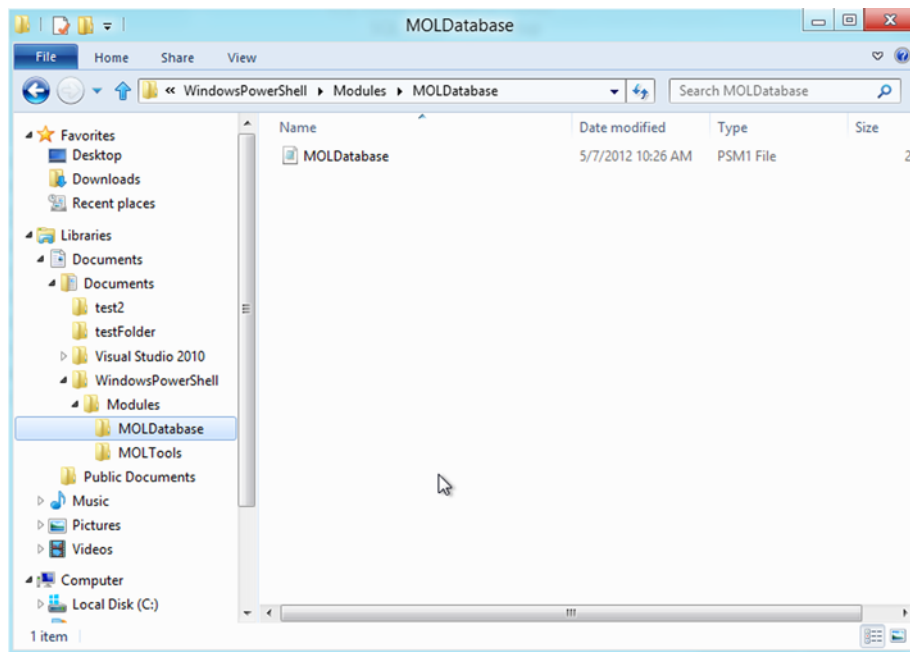 MOLDatabase
File Home Share View
« WindowsPowerShell Modules MOLDatabase Search MOLDatabase
Name Date modified Type Size
MOLDatabase 5/7/2012 10:26 AM PSM1 File 2
Favorites
Desktop
Downloads
Recent places
Libraries
Documents
Documents
test2
testFolder
Visual Studio 2010
WindowsPowerShell
Modules
MOLDatabase
MOLTools
Public Documents
Music
Pictures
Videos
Computer
Local Disk (C:)
1 item